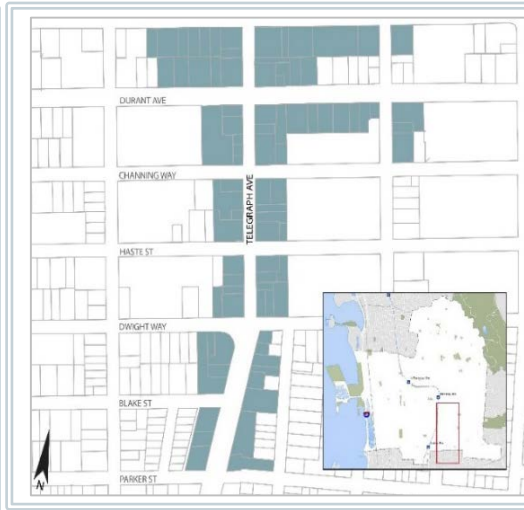 DURANT AVE
CHANNING WAY
TELEGRAPH AVE
HASTE ST
DWIGHT WAY
BLAKE ST
PARKER ST
N